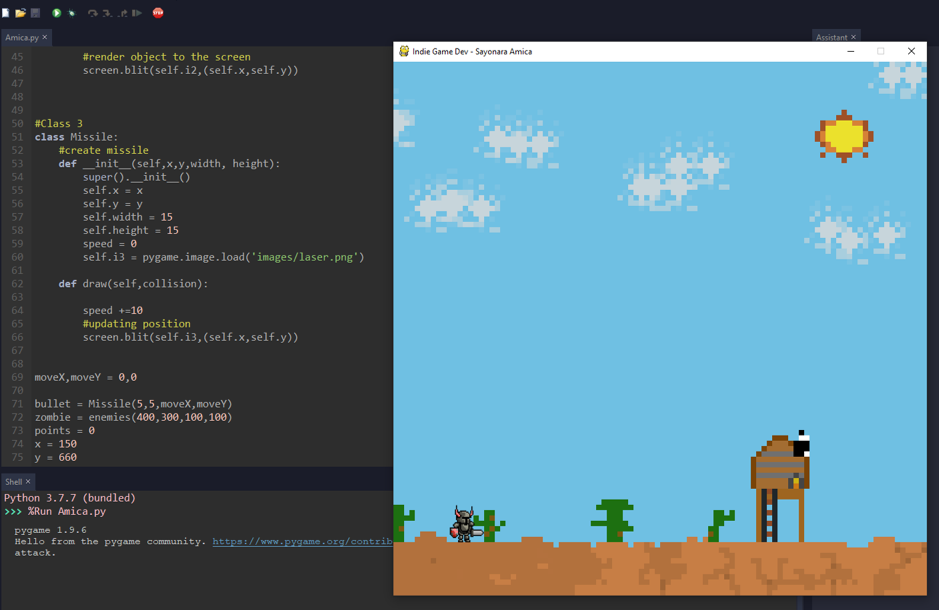 STOP
Amica.py ×
Assistant ×
Indie Game Dev - Sayonara Amica
45 #render object to the screen
46 screen.blit(self.i2,(self.x,self.y))
47
48
49
50 #Class 3
51 class Missile:
52 #create missile
53 def __init__(self,x,y,width, height):
54 super().__init__()
55 self.x = x
56 self.y = y
57 self.width = 15
58 self.height = 15
59 speed = 0
60 self.i3 = pygame.image.load('images/laser.png')
61
62 def draw(self,collision):
63
64 speed +=10
65 #updating position
66 screen.blit(self.i3,(self.x,self.y))
67
68
69 moveX,moveY = 0,0
70
71 bullet = Missile(5,5,moveX,moveY)
72 zombie = enemies(400,300,100,100)
73 points = 0
74 x = 150
75 y = 660
Shell ×
Python 3.7.7 (bundled)
>>> %Run Amica.py
pygame 1.9.6
Hello from the pygame community. https://www.pygame.org/contrib
attack.